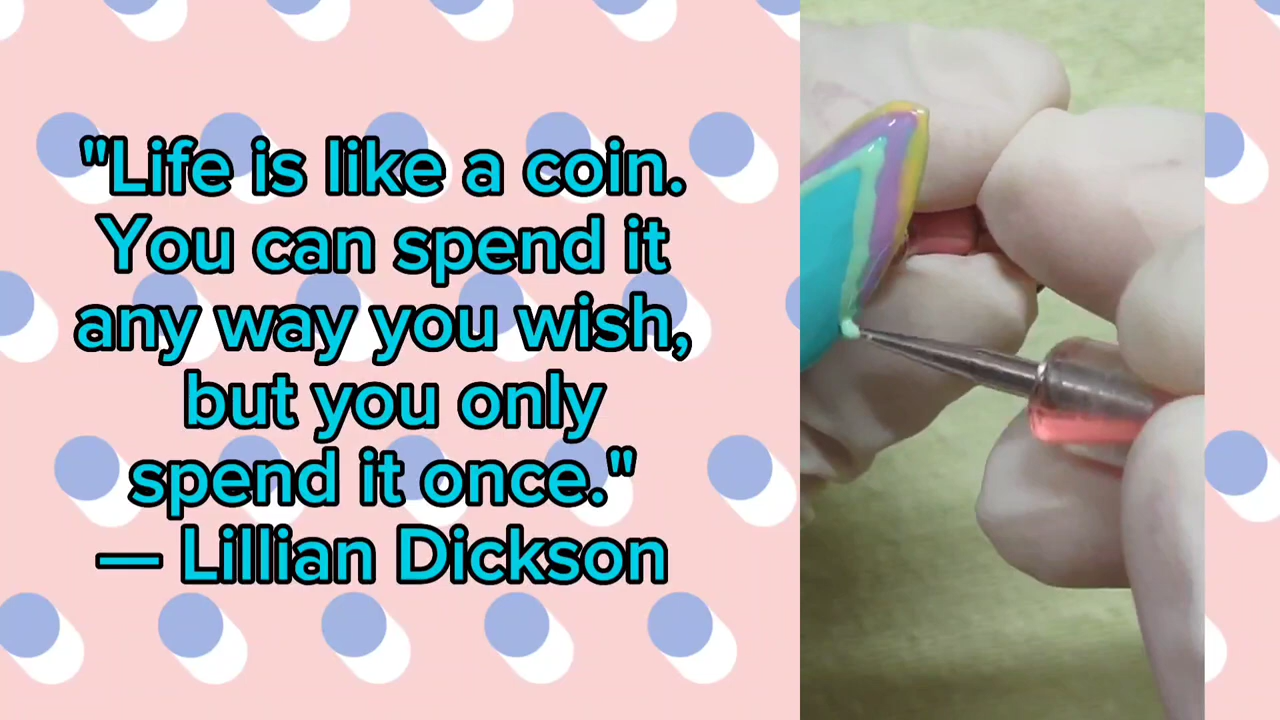 "Life is like a coin.
You can spend it
any way you wish,
but you only
spend it once."
— Lillian Dickson